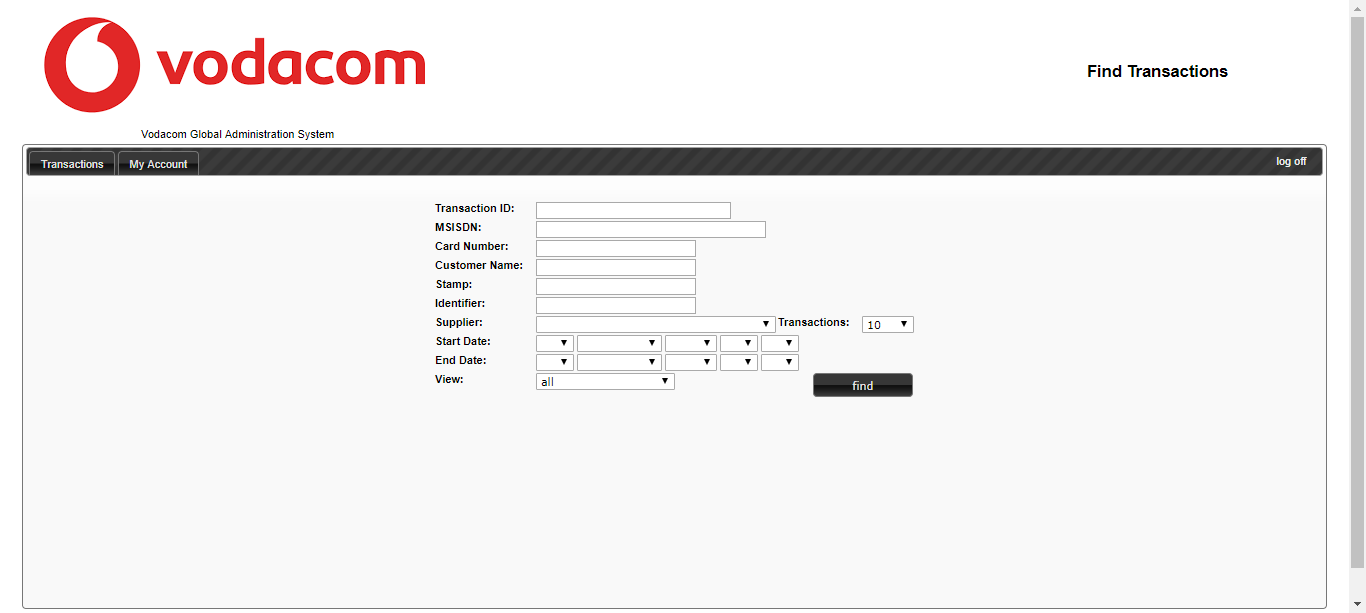 vodacom
Find Transactions
Vodacom Global Administration System
Transactions My Account log off
Transaction ID:
MSISDN:
Card Number:
Customer Name:
Stamp:
Identifier:
Supplier: Transactions: 10
Start Date:
End Date:
View: all find